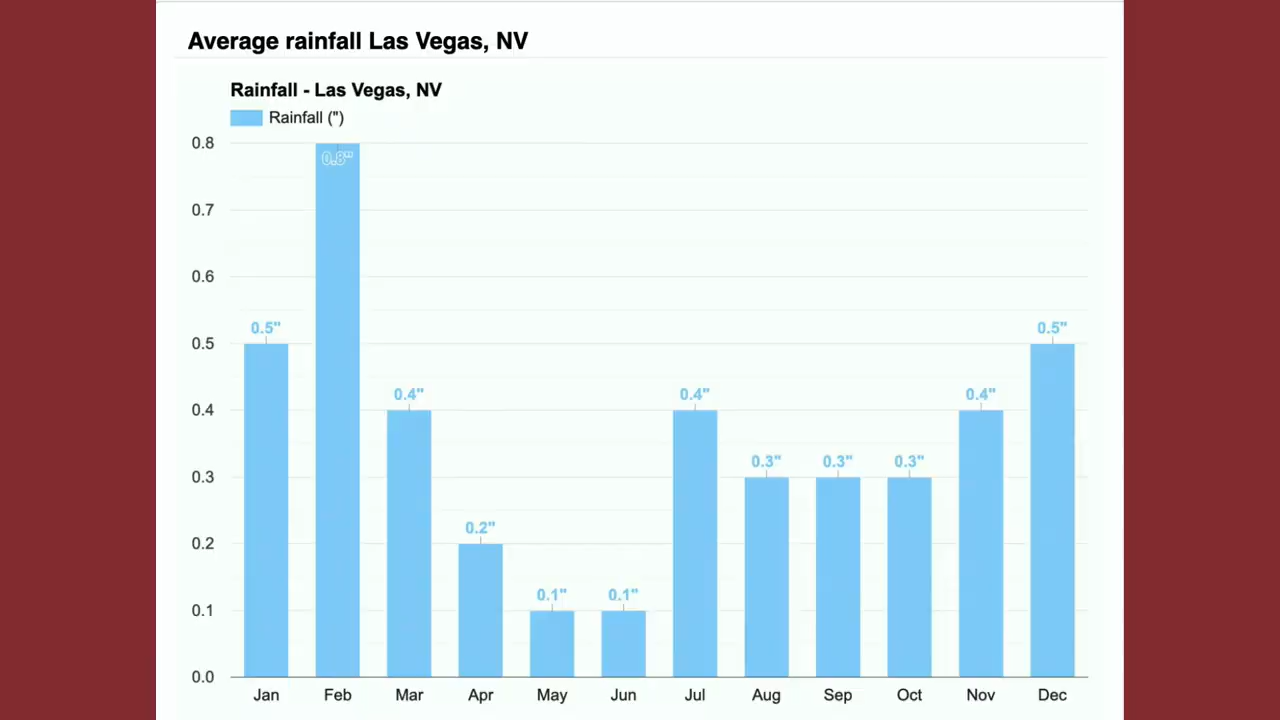 Average rainfall Las Vegas, NV
Rainfall - Las Vegas, NV
Rainfall (")
0.8
0.8"
0.7
0.6
0.5" 0.5"
0.5
0.4" 0.4" 0.4"
0.4
0.3" 0.3" 0.3"
0.3
0.2"
0.2
0.1" 0.1"
0.1
0.0
Jan Feb Mar Apr May Jun Jul Aug Sep Oct Nov Dec